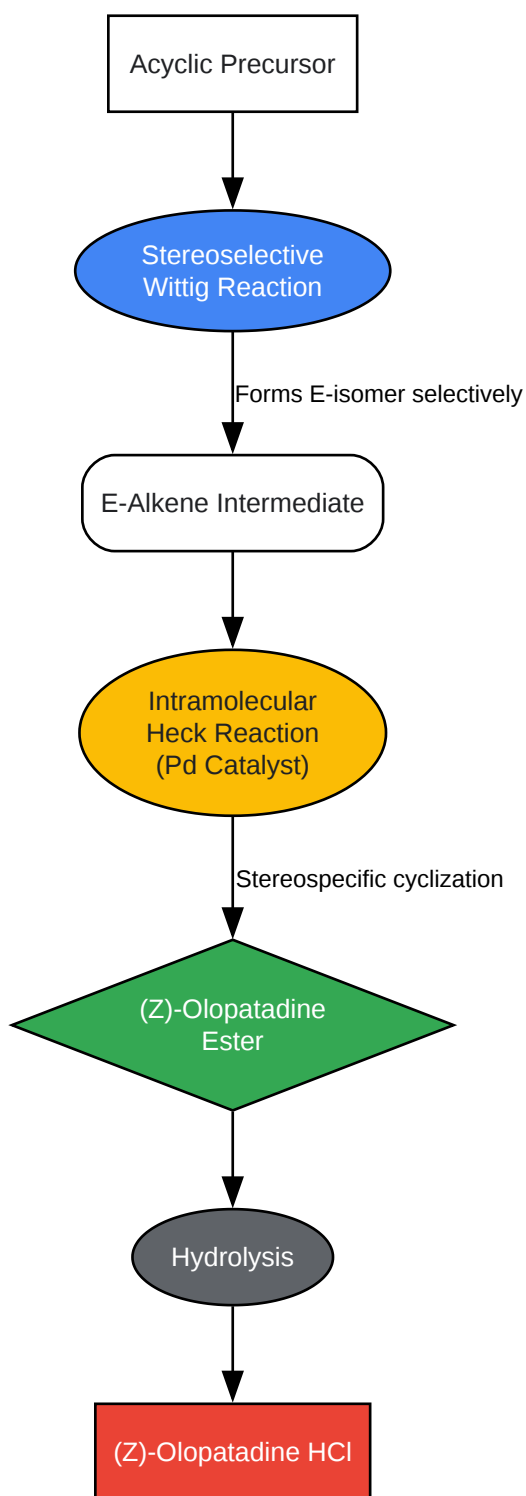 Acyclic Precursor
Stereoselective
Wittig Reaction
Forms E-isomer selectively
E-Alkene Intermediate
Intramolecular
Heck Reaction
(Pd Catalyst)
Stereospecific cyclization
(Z)-Olopatadine
Ester
Hydrolysis
(Z)-Olopatadine HCl